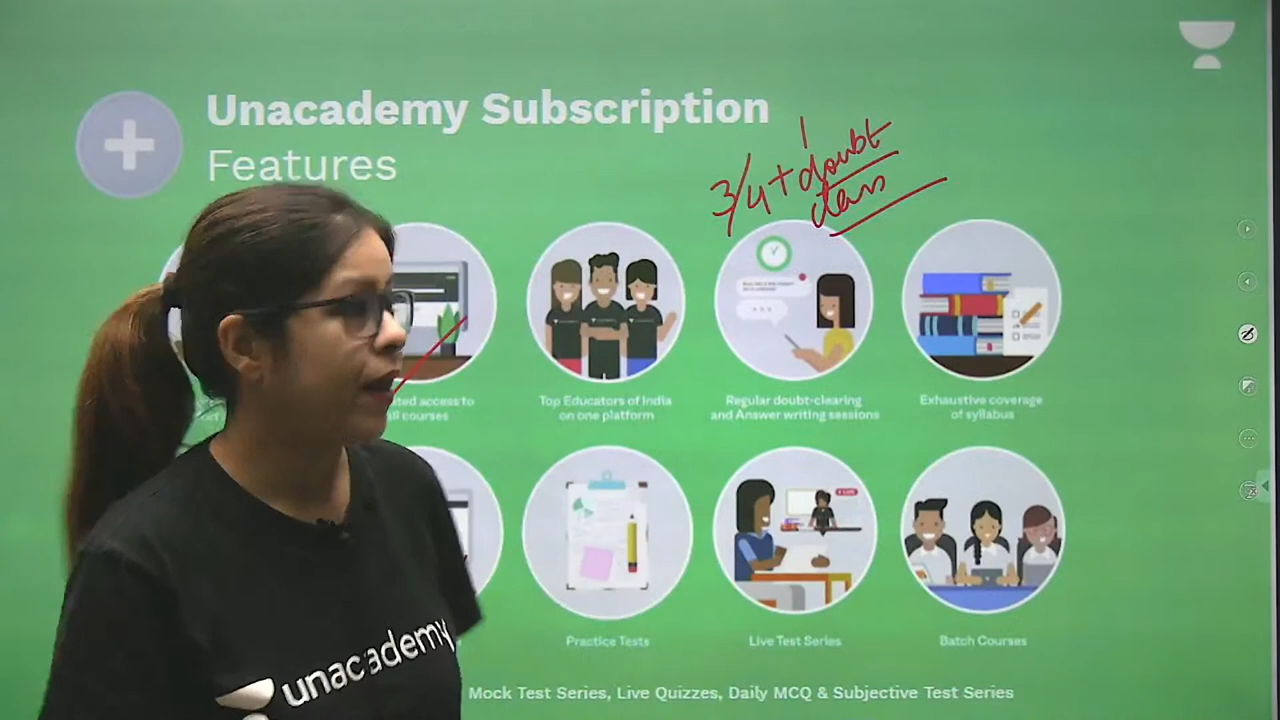 Unacademy Subscription
Features
3/4 + 1 doubt
class
Top Educators of India
on one platform
Regular doubt-clearing
and Answer writing sessions
Exhaustive coverage
of syllabus
access to
courses
Practice Tests
Live Test Series
Batch Courses
Mock Test Series, Live Quizzes, Daily MCQ & Subjective Test Series
unacademy